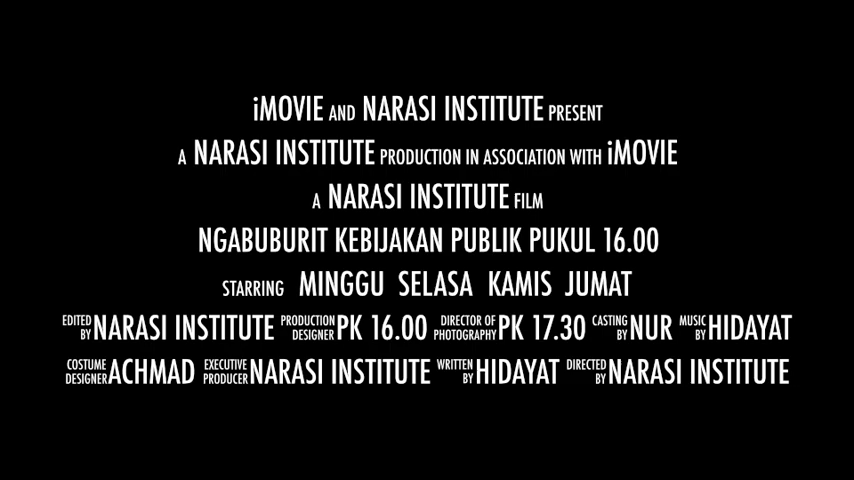 iMOVIE AND NARASI INSTITUTE PRESENT
A NARASI INSTITUTE PRODUCTION IN ASSOCIATION WITH iMOVIE
A NARASI INSTITUTE FILM
NGABUBURIT KEBIJAKAN PUBLIK PUKUL 16.00
STARRING MINGGU SELASA KAMIS JUMAT
EDITED BY NARASI INSTITUTE PRODUCTION DESIGNER PK 16.00 DIRECTOR OF PHOTOGRAPHY PK 17.30 CASTING BY NUR MUSIC BY HIDAYAT
COSTUME DESIGNER ACHMAD EXECUTIVE PRODUCER NARASI INSTITUTE WRITTEN BY HIDAYAT DIRECTED BY NARASI INSTITUTE